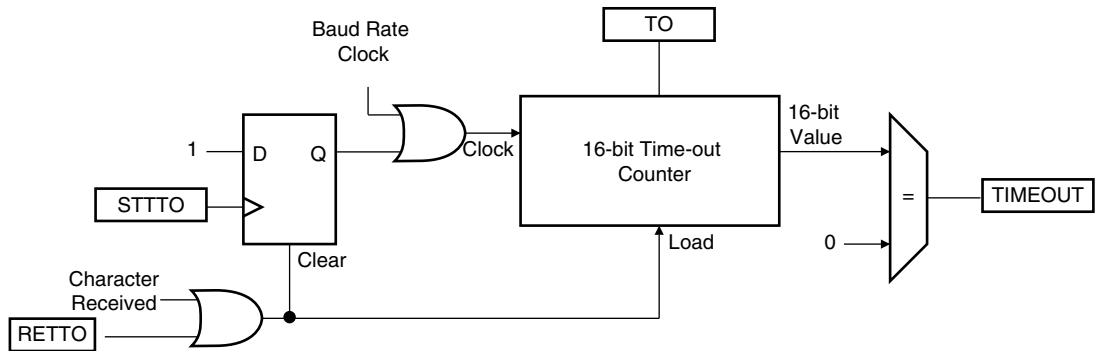 TO
Baud Rate
Clock
16-bit
Value
1
D
Q
Clock
16-bit Time-out
Counter
STTTO
=
TIMEOUT
Clear
Load
0
Character
Received
RETTO